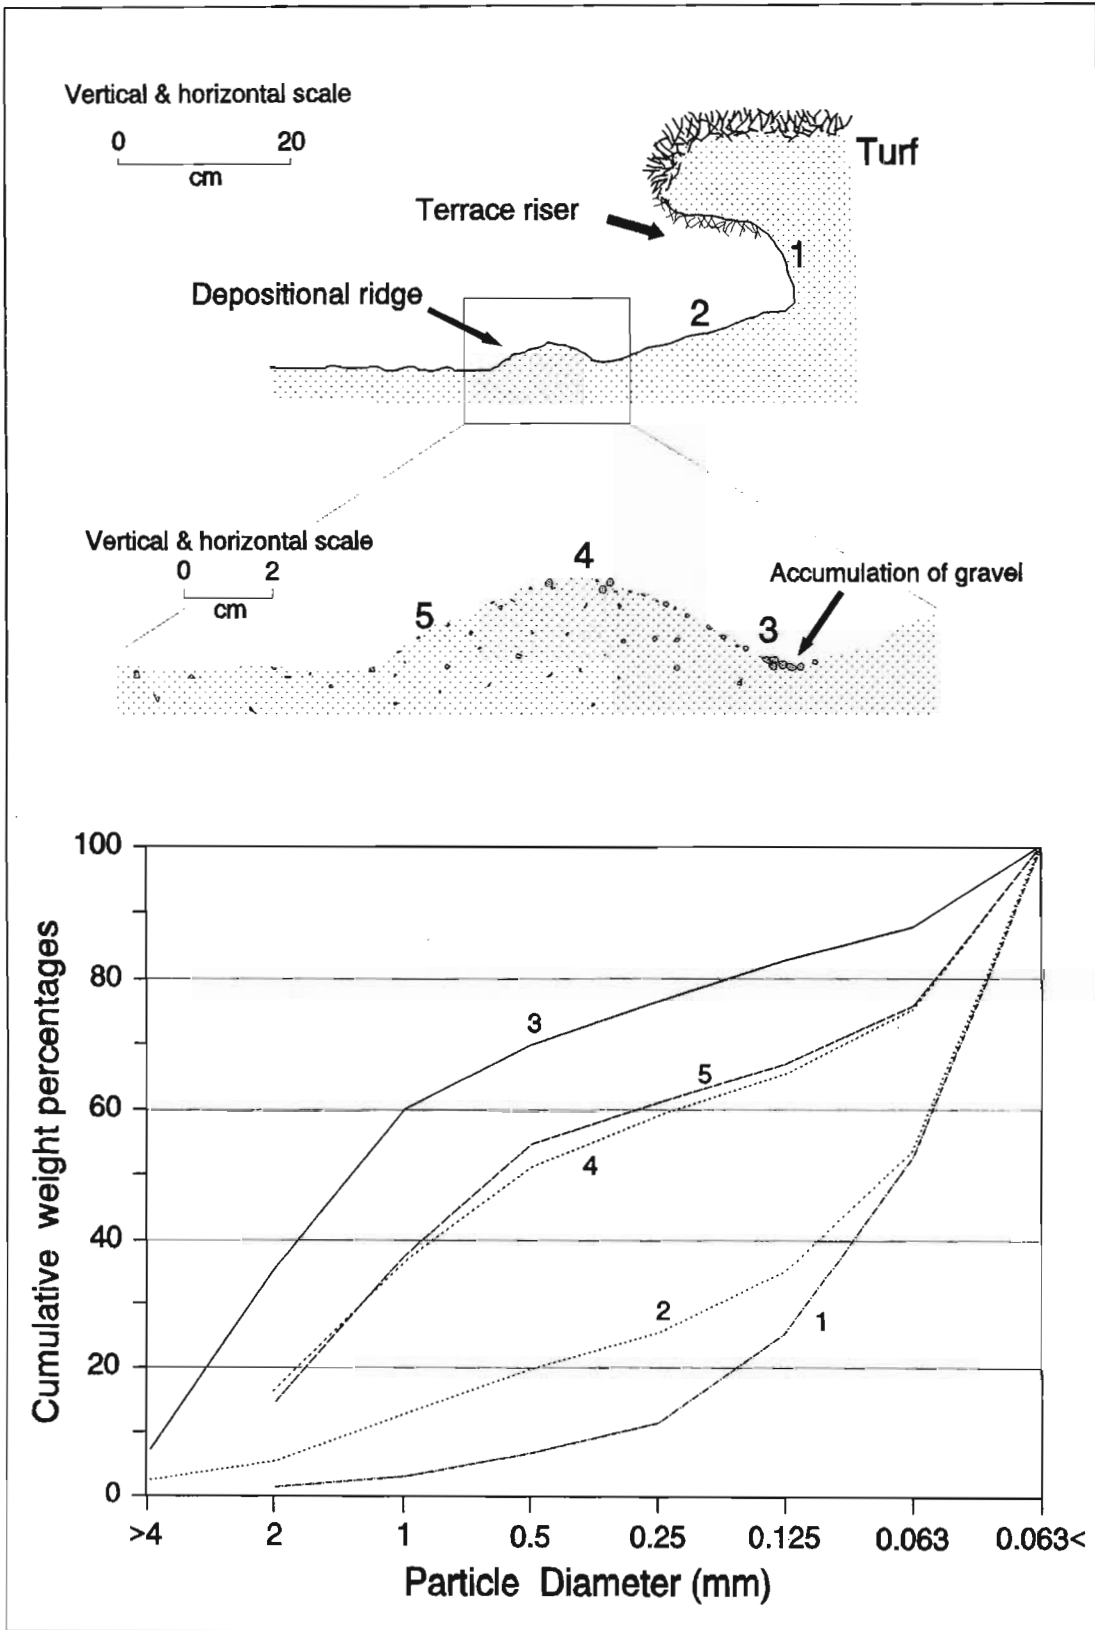 Vertical & horizontal scale
0 20
cm
Turf
Terrace riser
1
Depositional ridge
2
Vertical & horizontal scale
0 2
cm
4
Accumulation of gravel
5
3
100
80
60
40
20
0
Cumulative weight percentages
3
5
4
2
1
>4 2 1 0.5 0.25 0.125 0.063 0.063<
Particle Diameter (mm)